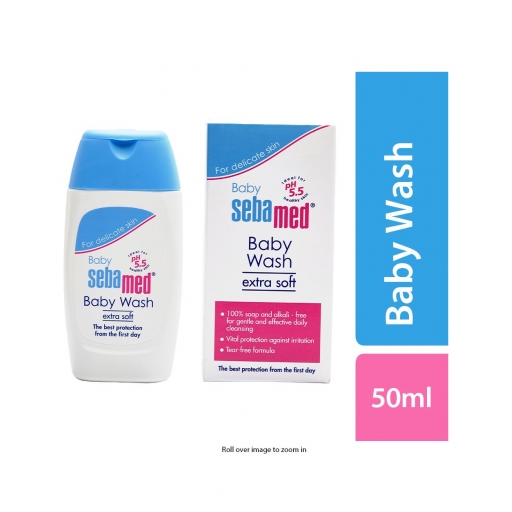 For delicate skin
Baby
sebamed®
ideal for
pH
5.5
healthy skin
Baby Wash
extra soft
The best protection
from the first day
For delicate skin
Baby
sebamed®
ideal for
pH
5.5
healthy skin
Baby
Wash
extra soft
• 100% soap and alkali - free
for gentle and effective daily
cleansing
• Vital protection against irritation
• Tear-free formula
The best protection from the first day
Baby Wash
50ml
Roll over image to zoom in